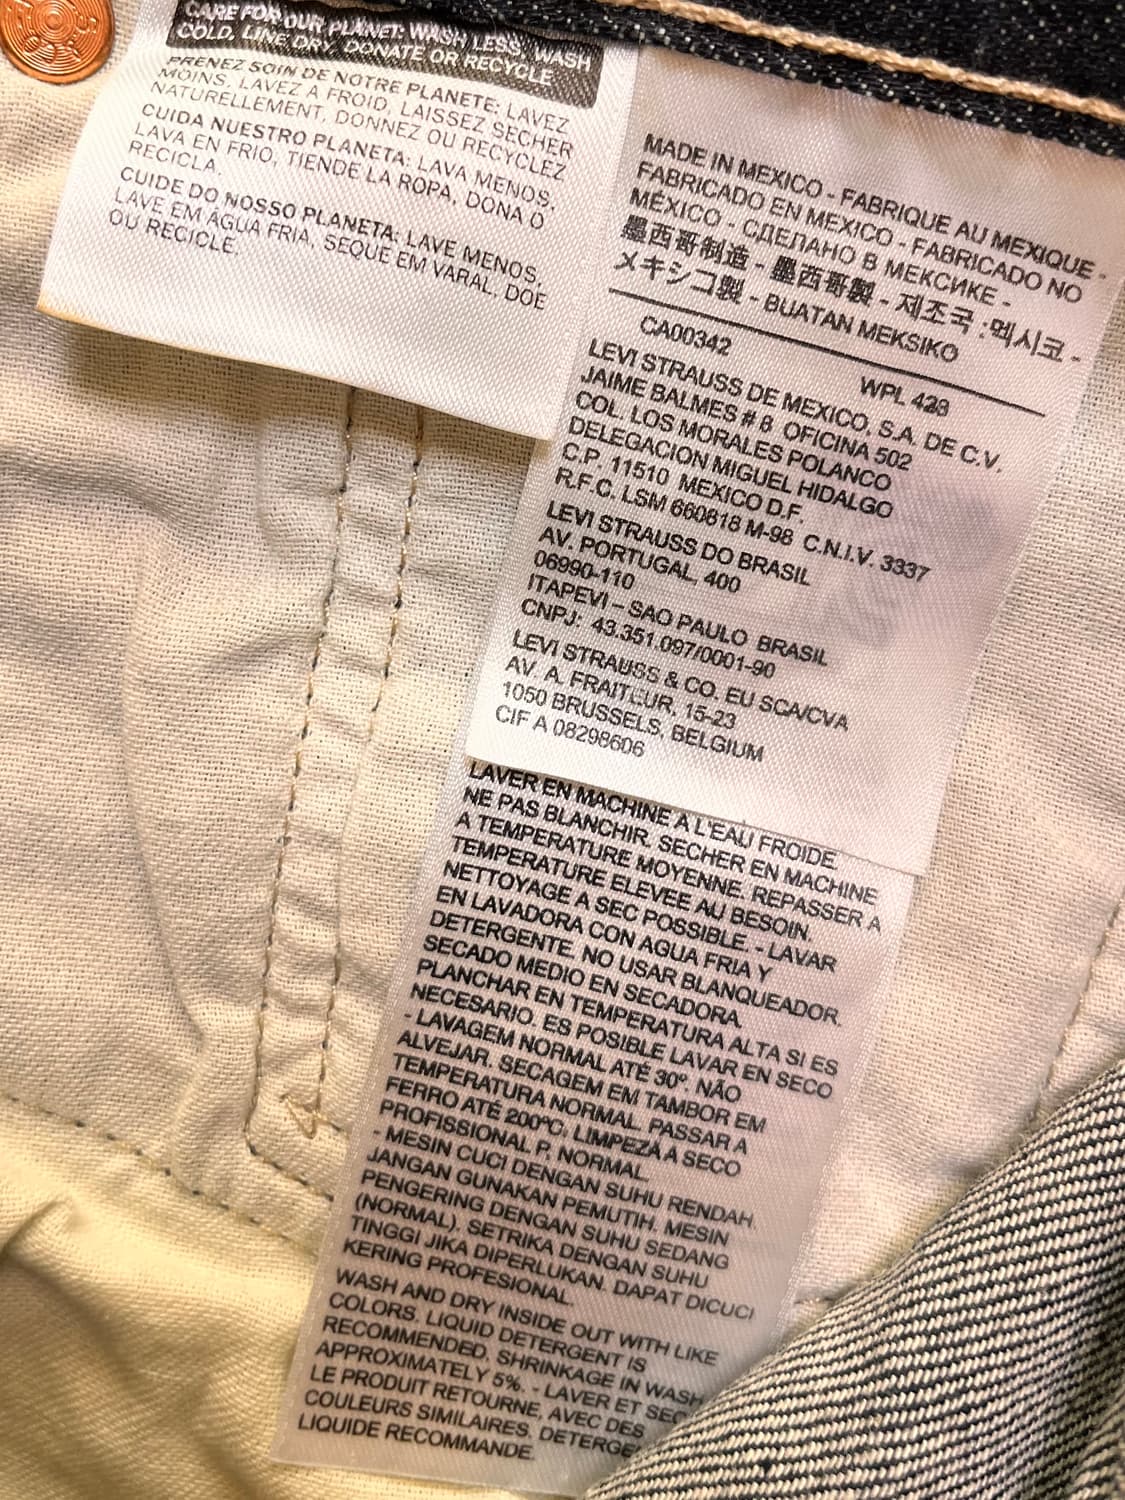 CARE FOR OUR PLANET: WASH LESS, WASH
COLD, LINE DRY, DONATE OR RECYCLE.
PRENEZ SOIN DE NOTRE PLANETE: LAVEZ
MOINS, LAVEZ A FROID, LAISSEZ SECHER
NATURELLEMENT, DONNEZ OU RECYCLEZ
CUIDA NUESTRO PLANETA: LAVA MENOS,
LAVA EN FRIO, TIENDE LA ROPA, DONA O
RECICLA.
CUIDE DO NOSSO PLANETA: LAVE MENOS,
LAVE EM ÁGUA FRIA, SEQUE EM VARAL, DOE
OU RECICLE.
MADE IN MEXICO - FABRIQUE AU MEXIQUE -
FABRICADO EN MEXICO - FABRICADO NO
MÉXICO - СДЕЛАНО В МЕКСИКЕ -
墨西哥制造 - 墨西哥製 - 제조국 :멕시코 -
メキシコ製 - BUATAN MEKSIKO
CA00342 WPL 423
LEVI STRAUSS DE MEXICO, S.A. DE C.V.
JAIME BALMES # 8 OFICINA 502
COL. LOS MORALES POLANCO
DELEGACION MIGUEL HIDALGO
C.P. 11510 MEXICO D.F.
R.F.C. LSM 660818 M-98 C.N.I.V. 3337
LEVI STRAUSS DO BRASIL
AV. PORTUGAL, 400
06990-110
ITAPEVI – SAO PAULO BRASIL
CNPJ: 43.351.097/0001-90
LEVI STRAUSS & CO. EU SCA/CVA
AV. A. FRAITEUR, 15-23
1050 BRUSSELS, BELGIUM
CIF A 08298606
LAVER EN MACHINE A L'EAU FROIDE.
NE PAS BLANCHIR. SECHER EN MACHINE
A TEMPERATURE MOYENNE. REPASSER A
TEMPERATURE ELEVEE AU BESOIN.
NETTOYAGE A SEC POSSIBLE. - LAVAR
EN LAVADORA CON AGUA FRIA Y
DETERGENTE. NO USAR BLANQUEADOR.
SECADO MEDIO EN SECADORA.
PLANCHAR EN TEMPERATURA ALTA SI ES
NECESARIO. ES POSIBLE LAVAR EN SECO
- LAVAGEM NORMAL ATÉ 30º. NÃO
ALVEJAR. SECAGEM EM TAMBOR EM
TEMPERATURA NORMAL. PASSAR A
FERRO ATÉ 200ºC. LIMPEZA A SECO
PROFISSIONAL P, NORMAL.
- MESIN CUCI DENGAN SUHU RENDAH.
JANGAN GUNAKAN PEMUTIH. MESIN
PENGERING DENGAN SUHU SEDANG
(NORMAL). SETRIKA DENGAN SUHU
TINGGI JIKA DIPERLUKAN. DAPAT DICUCI
KERING PROFESIONAL.
WASH AND DRY INSIDE OUT WITH LIKE
COLORS. LIQUID DETERGENT IS
RECOMMENDED. SHRINKAGE IN WASH
APPROXIMATELY 5%. - LAVER ET SEC
LE PRODUIT RETOURNE, AVEC DES
COULEURS SIMILAIRES. DETERGE
LIQUIDE RECOMMANDE.